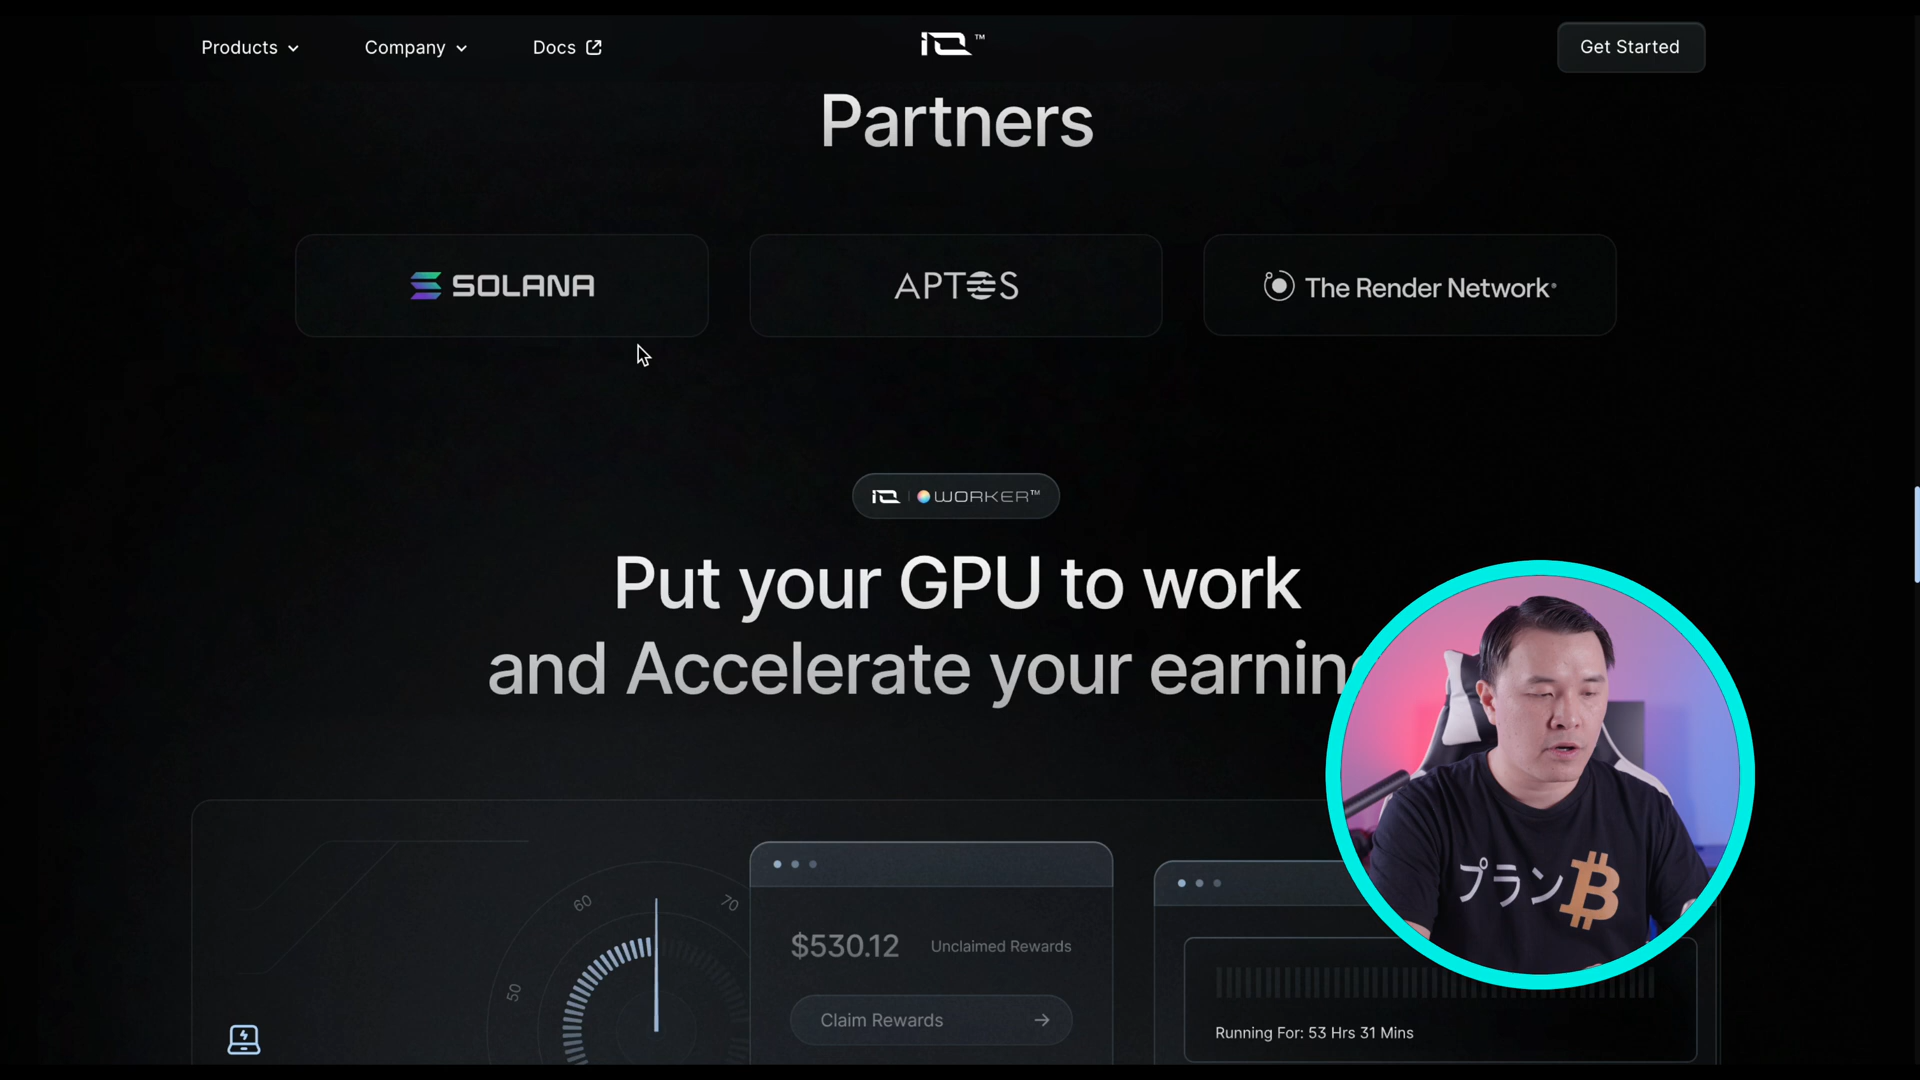 Products
Company
Docs
io™
Get Started
Partners
SOLANA
APTOS
The Render Network®
io | WORKER™
Put your GPU to work
and Accelerate your earnin
60
70
50
$530.12
Unclaimed Rewards
Claim Rewards
Running For: 53 Hrs 31 Mins
プランB